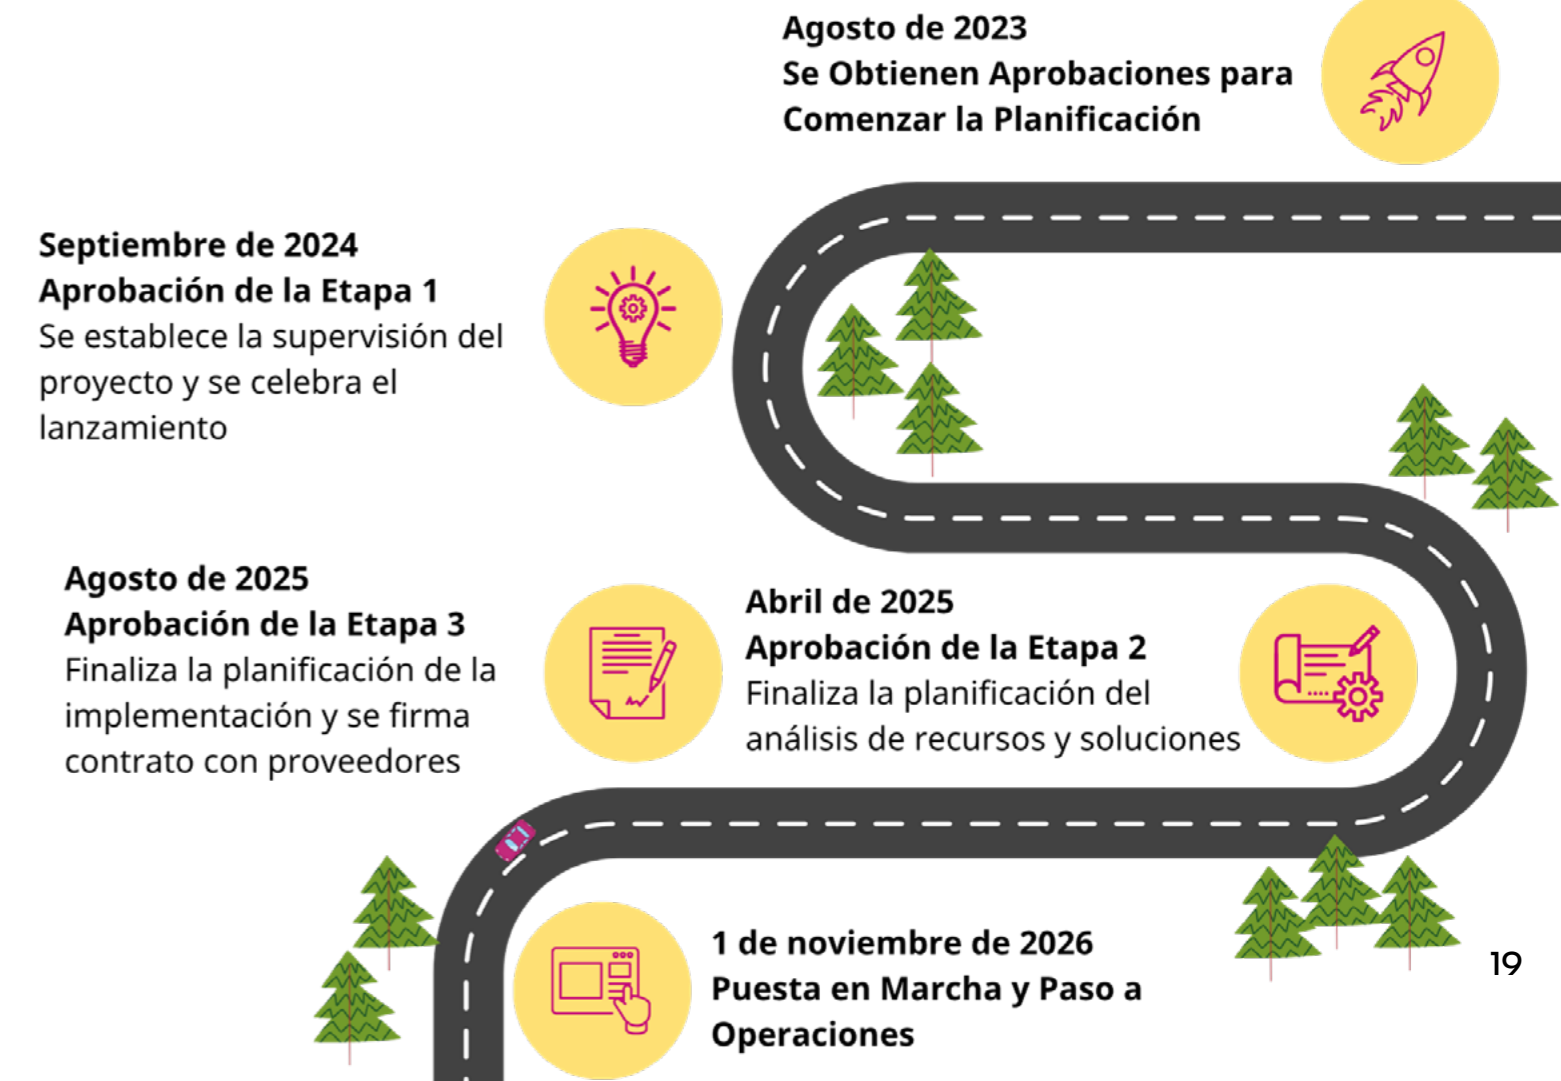 Agosto de 2023
Se Obtienen Aprobaciones para
Comenzar la Planificación
Septiembre de 2024
Aprobación de la Etapa 1
Se establece la supervisión del
proyecto y se celebra el
lanzamiento
Abril de 2025
Aprobación de la Etapa 2
Finaliza la planificación del
análisis de recursos y soluciones
Agosto de 2025
Aprobación de la Etapa 3
Finaliza la planificación de la
implementación y se firma
contrato con proveedores
1 de noviembre de 2026
Puesta en Marcha y Paso a
Operaciones
19